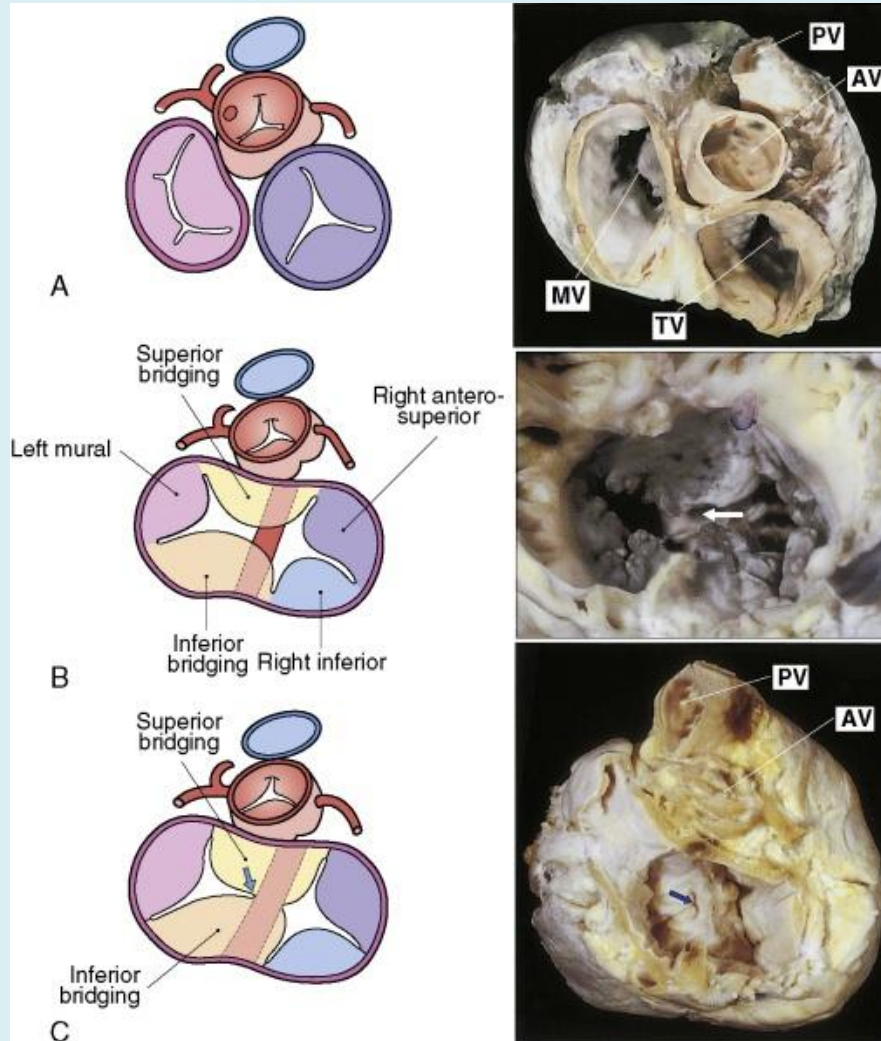 PV
AV
MV
TV
A
Superior
bridging
Right antero-
superior
Left mural
Inferior
bridging
Right inferior
B
Superior
bridging
Inferior
bridging
C
PV
AV